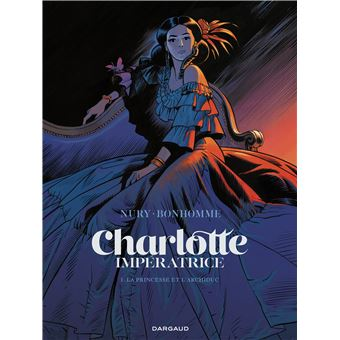 NURY · BONHOMME
Charlotte
IMPÉRATRICE
1. LA PRINCESSE ET L'ARCHIDUC
DARGAUD